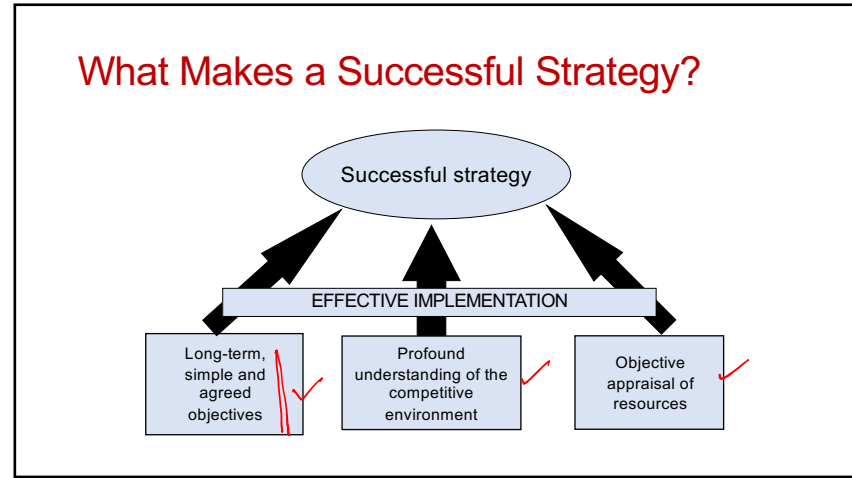 What Makes a Successful Strategy?
Successful strategy
EFFECTIVE IMPLEMENTATION
Long-term,
simple and
agreed
objectives
Profound
understanding of the
competitive
environment
Objective
appraisal of
resources